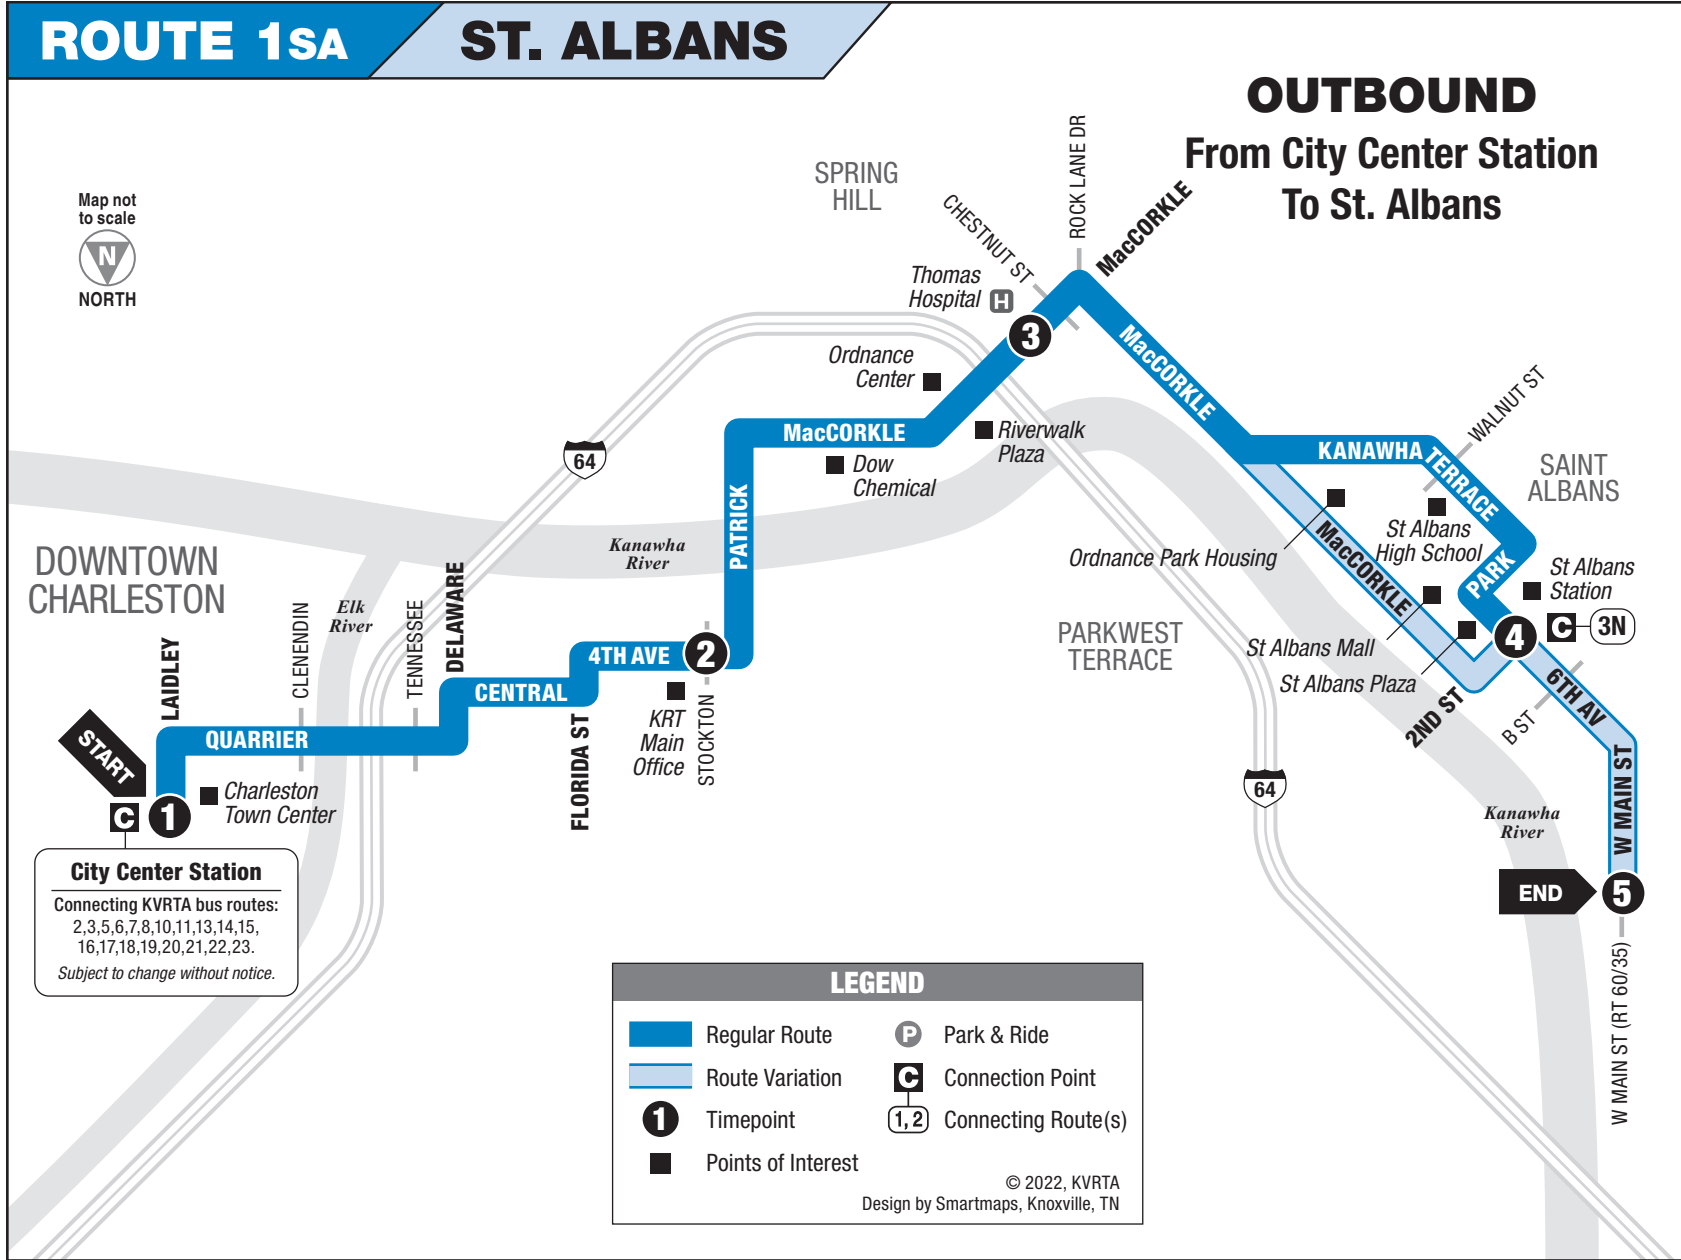 ROUTE 1SA
ST. ALBANS
OUTBOUND
From City Center Station
To St. Albans
Map not
to scale
N
NORTH
SPRING
HILL
CHESTNUT ST
ROCK LANE DR
MacCORKLE
Thomas
Hospital
H
3
Ordnance
Center
MacCORKLE
WALNUT ST
64
MacCORKLE
Riverwalk
Plaza
Dow
Chemical
KANAWHA
TERRACE
SAINT
ALBANS
PATRICK
Kanawha
River
Ordnance Park Housing
MacCORKLE
St Albans
High School
PARK
St Albans
Station
DOWNTOWN
CHARLESTON
Elk
River
CLENENDIN
TENNESSEE
DELAWARE
LAIDLEY
4TH AVE
2
PARKWEST
TERRACE
St Albans Mall
4
C
3N
St Albans Plaza
CENTRAL
QUARRIER
FLORIDA ST
KRT
Main
Office
STOCKTON
2ND ST
B ST
6TH AV
W MAIN ST
START
C
1
Charleston
Town Center
64
Kanawha
River
END
5
W MAIN ST (RT 60/35)
City Center Station
Connecting KVRTA bus routes:
2,3,5,6,7,8,10,11,13,14,15,
16,17,18,19,20,21,22,23.
Subject to change without notice.
LEGEND
Regular Route
P
Park & Ride
Route Variation
C
Connection Point
1
Timepoint
1, 2
Connecting Route(s)
Points of Interest
© 2022, KVRTA
Design by Smartmaps, Knoxville, TN